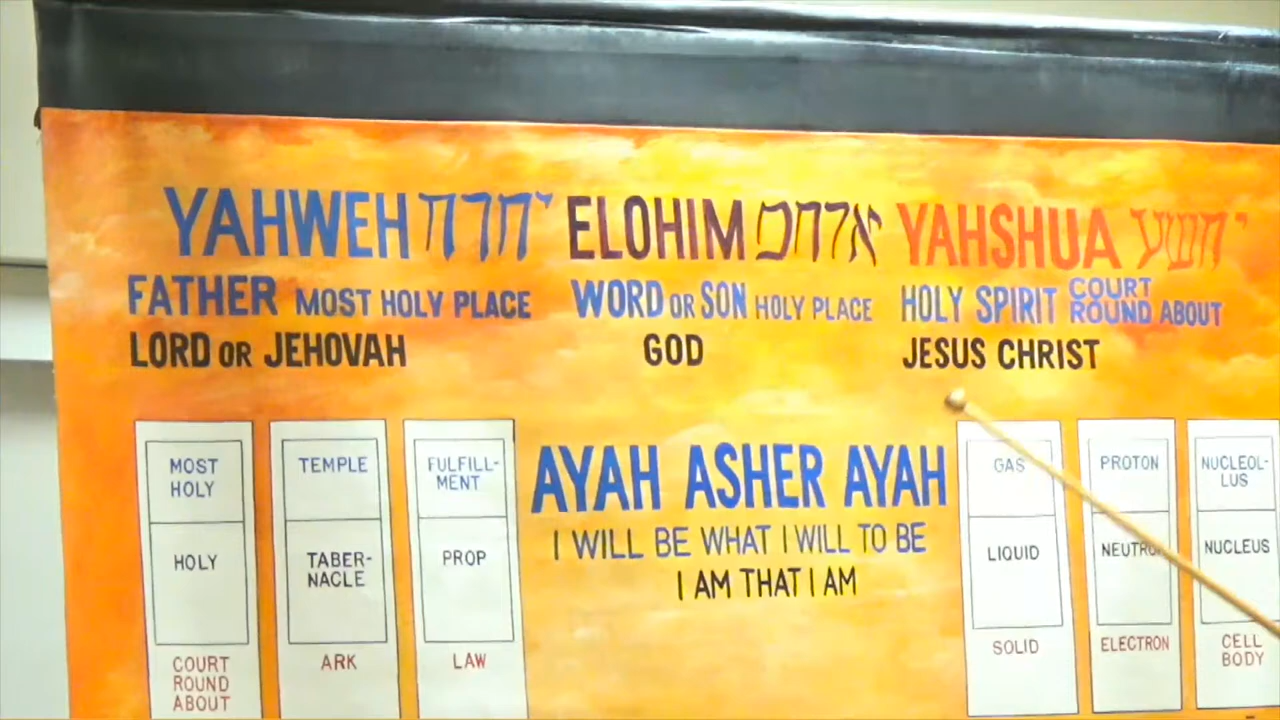 YAHWEH יהוה ELOHIM אלהים YAHSHUA יהשוע
FATHER MOST HOLY PLACE WORD OR SON HOLY PLACE HOLY SPIRIT COURT ROUND ABOUT
LORD OR JEHOVAH GOD JESUS CHRIST
MOST HOLY
HOLY
COURT ROUND ABOUT
TEMPLE
TABER-
NACLE
ARK
FULFILL-
MENT
PROP
LAW
AYAH ASHER AYAH
I WILL BE WHAT I WILL TO BE
I AM THAT I AM
GAS
LIQUID
SOLID
PROTON
NEUTRON
ELECTRON
NUCLEOL-
LUS
NUCLEUS
CELL
BODY